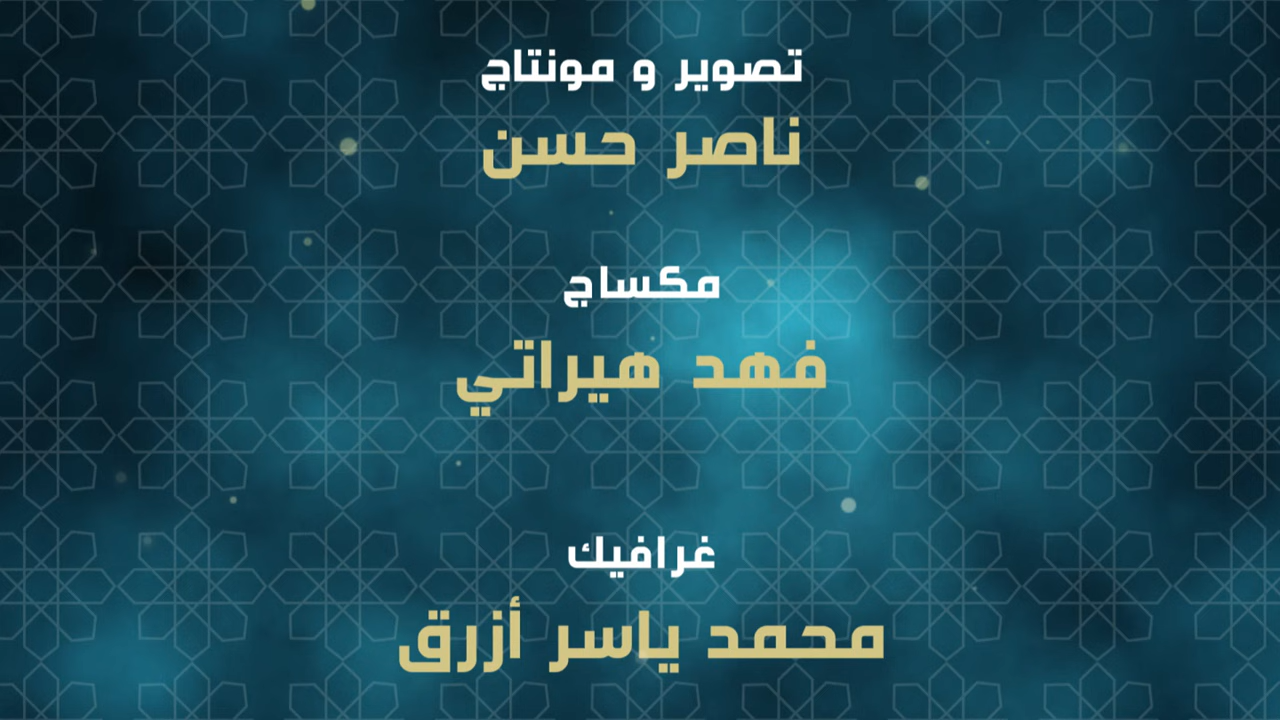 تصوير و مونتاج
ناصر حسن
مكساج
فهد هيراتي
غرافيك
محمد ياسر أزرق